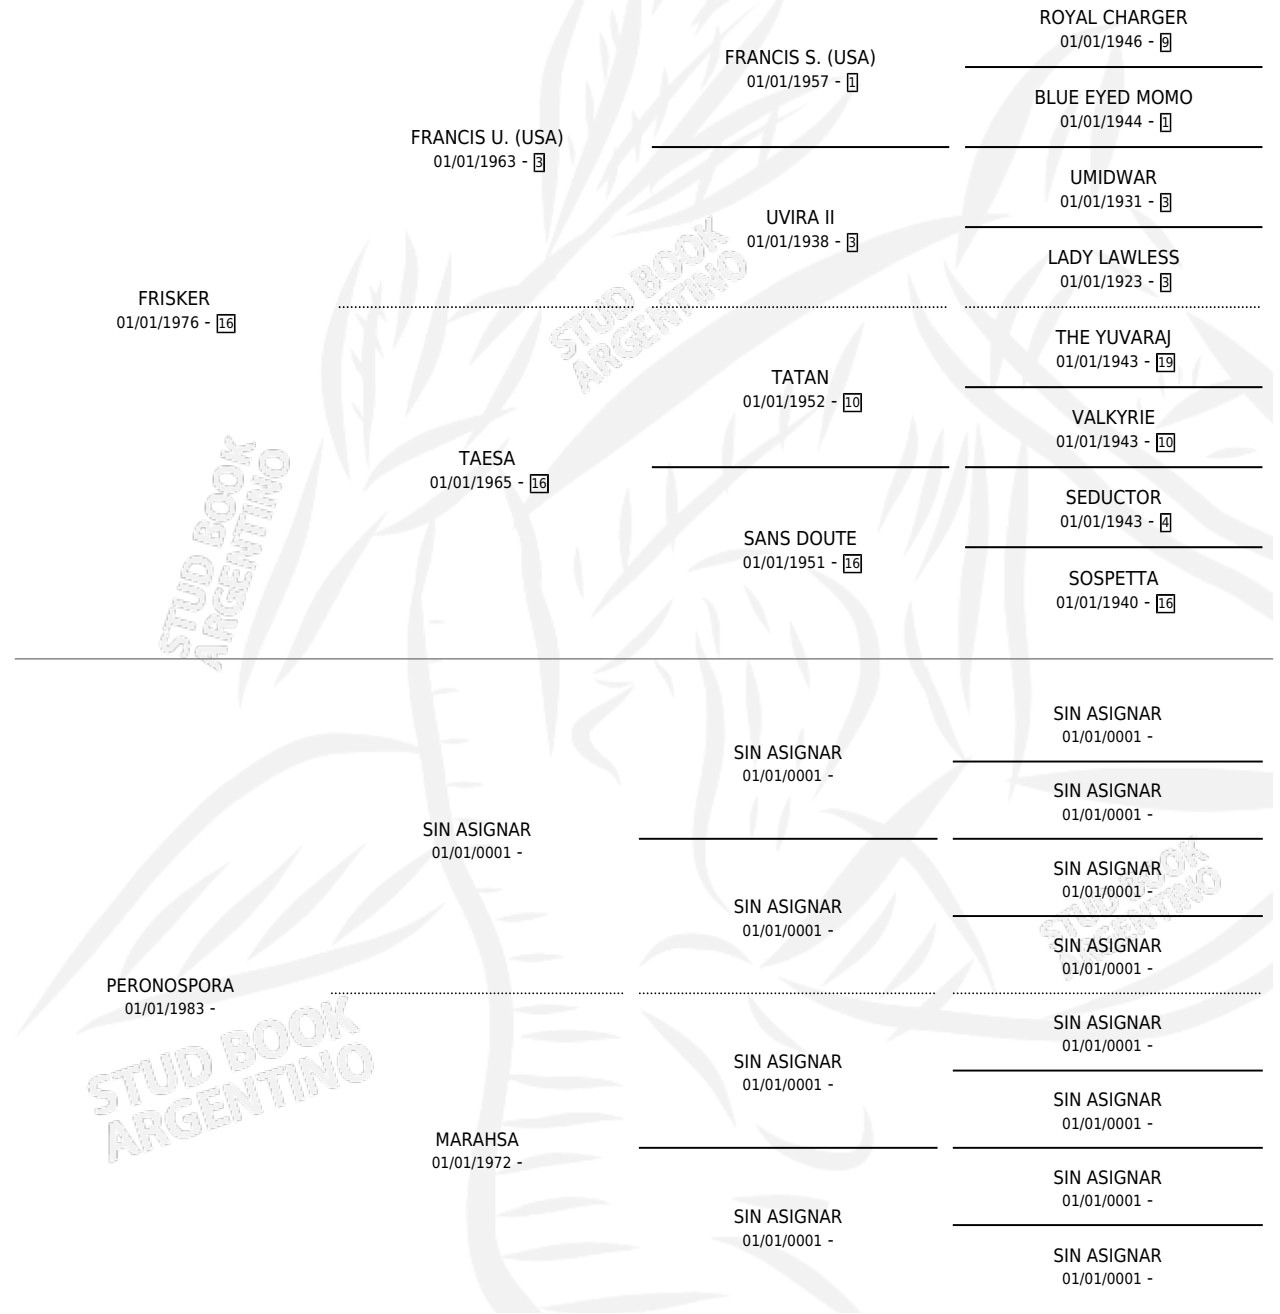 ROYAL CHARGER
01/01/1946 - 9
FRANCIS S. (USA)
01/01/1957 - 1
BLUE EYED MOMO
01/01/1944 - 1
FRANCIS U. (USA)
01/01/1963 - 3
UMIDWAR
01/01/1931 - 3
UVIRA II
01/01/1938 - 3
LADY LAWLESS
01/01/1923 - 3
FRISKER
01/01/1976 - 16
THE YUVARAJ
01/01/1943 - 19
TATAN
01/01/1952 - 10
VALKYRIE
01/01/1943 - 10
TAESA
01/01/1965 - 16
SEDUCTOR
01/01/1943 - 4
SANS DOUTE
01/01/1951 - 16
SOSPETTA
01/01/1940 - 16
STUD BOOK
ARGENTINO
STUD BOOK
ARGENTINO
SIN ASIGNAR
01/01/0001 -
SIN ASIGNAR
01/01/0001 -
SIN ASIGNAR
01/01/0001 -
SIN ASIGNAR
01/01/0001 -
SIN ASIGNAR
01/01/0001 -
SIN ASIGNAR
01/01/0001 -
SIN ASIGNAR
01/01/0001 -
PERONOSPORA
01/01/1983 -
SIN ASIGNAR
01/01/0001 -
SIN ASIGNAR
01/01/0001 -
SIN ASIGNAR
01/01/0001 -
MARAHSA
01/01/1972 -
SIN ASIGNAR
01/01/0001 -
SIN ASIGNAR
01/01/0001 -
SIN ASIGNAR
01/01/0001 -
STUD BOOK
ARGENTINO
STUD BOOK
ARGENTINO